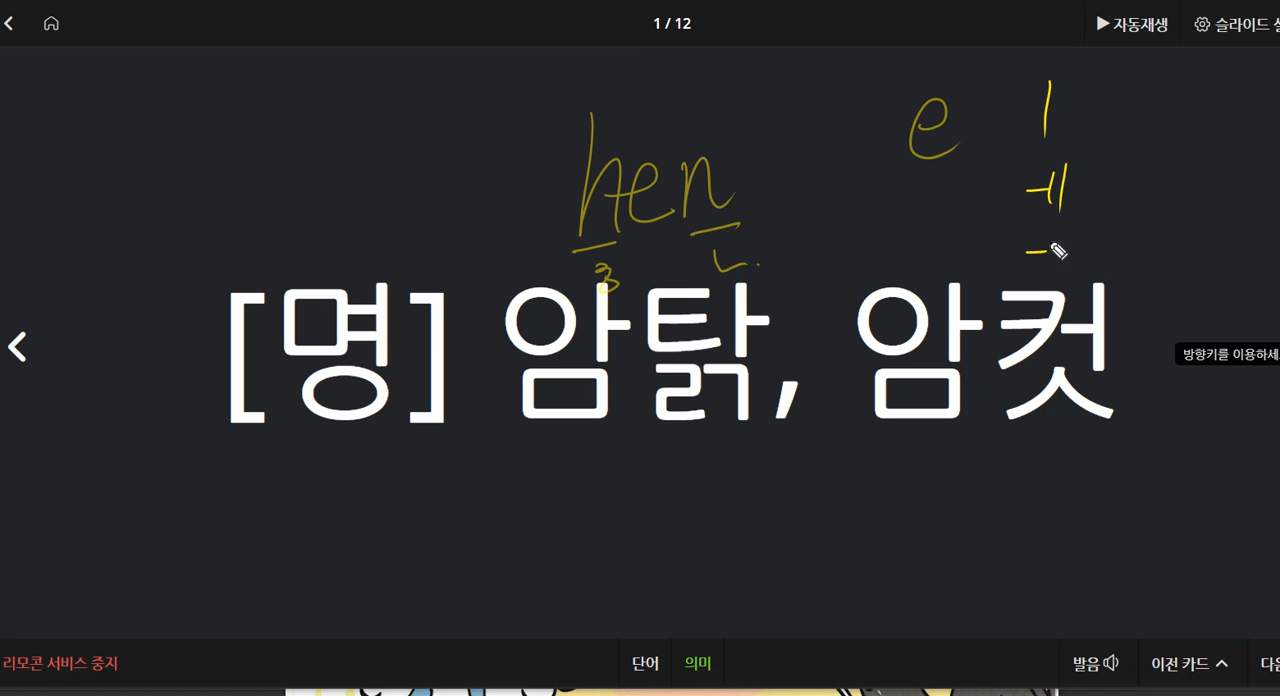 1 / 12
자동재생
슬라이드
e
ㅣ
hen
ㅔ
ㅎ
ㄴ
[명] 암탉, 암컷
방향키를 이용하세
리모콘 서비스 중지
단어
의미
발음
이전 카드
다음